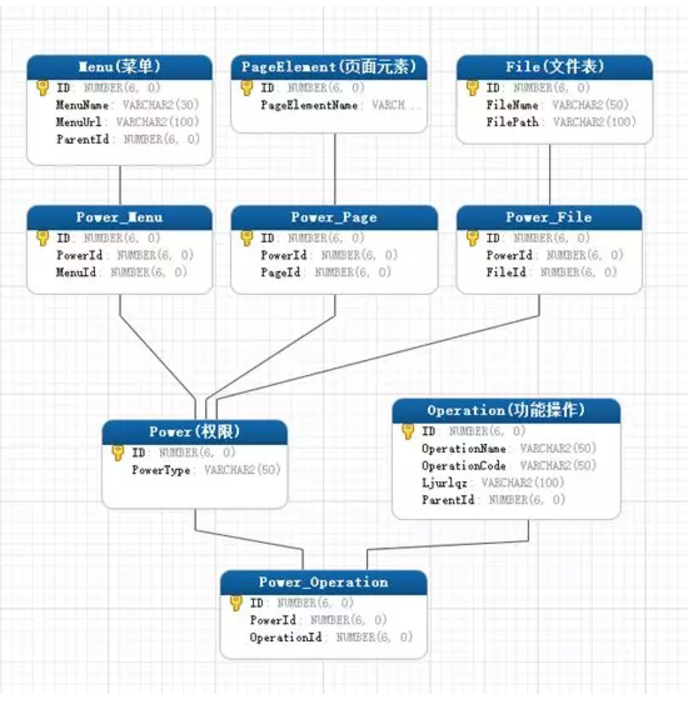 Menu(菜单)
ID: NUMBER(6, 0)
MenuName: VARCHAR2(30)
MenuUrl: VARCHAR2(100)
ParentId: NUMBER(6, 0)
PageElement(页面元素)
ID: NUMBER(6, 0)
PageElementName: VARCH...
File(文件表)
ID: NUMBER(6, 0)
FileName: VARCHAR2(50)
FilePath: VARCHAR2(100)
Power_Menu
ID: NUMBER(6, 0)
PowerId: NUMBER(6, 0)
MenuId: NUMBER(6, 0)
Power_Page
ID: NUMBER(6, 0)
PowerId: NUMBER(6, 0)
PageId: NUMBER(6, 0)
Power_File
ID: NUMBER(6, 0)
PowerId: NUMBER(6, 0)
FileId: NUMBER(6, 0)
Power(权限)
ID: NUMBER(6, 0)
PowerType: VARCHAR2(50)
Operation(功能操作)
ID: NUMBER(6, 0)
OperationName: VARCHAR2(50)
OperationCode: VARCHAR2(50)
Ljurlqz: VARCHAR2(100)
ParentId: NUMBER(6, 0)
Power_Operation
ID: NUMBER(6, 0)
PowerId: NUMBER(6, 0)
OperationId: NUMBER(6, 0)